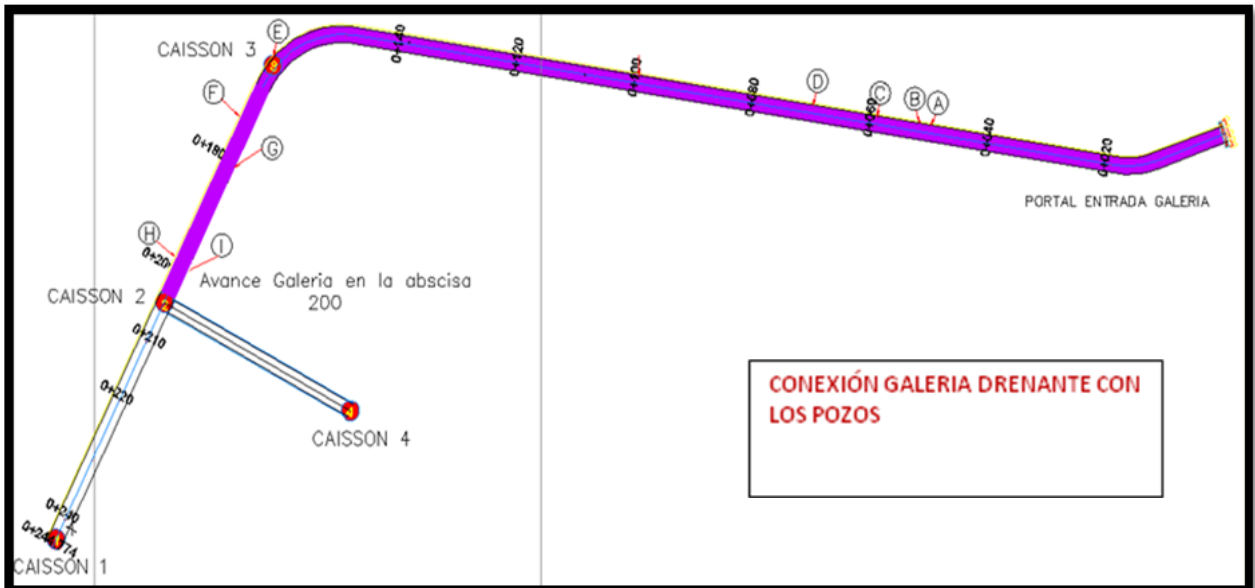 CAISSON 3
E
0+140
0+120
0+100
0+080
D
C
0+060
B
A
0+040
0+020
F
0+180
G
PORTAL ENTRADA GALERIA
H
I
0+20
Avance Galeria en la abscisa
200
CAISSON 2
2
0+210
0+220
CONEXIÓN GALERIA DRENANTE CON
LOS POZOS
CAISSON 4
0+240
CAISSON 1